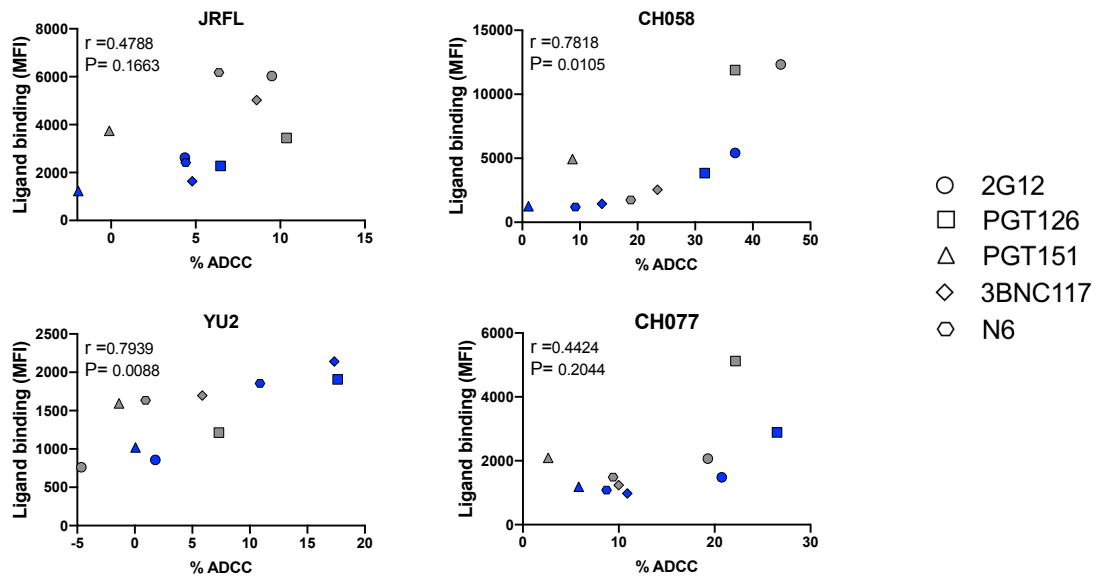 JRFL
r =0.4788
P= 0.1663
Ligand binding (MFI)
8000
6000
4000
2000
0
0 5 10 15
% ADCC
CH058
r =0.7818
P= 0.0105
Ligand binding (MFI)
15000
10000
5000
0
0 10 20 30 40 50
% ADCC
2G12
PGT126
PGT151
3BNC117
N6
YU2
r =0.7939
P= 0.0088
Ligand binding (MFI)
2500
2000
1500
1000
500
0
-5 0 5 10 15 20
% ADCC
CH077
r =0.4424
P= 0.2044
Ligand binding (MFI)
6000
4000
2000
0
0 10 20 30
% ADCC